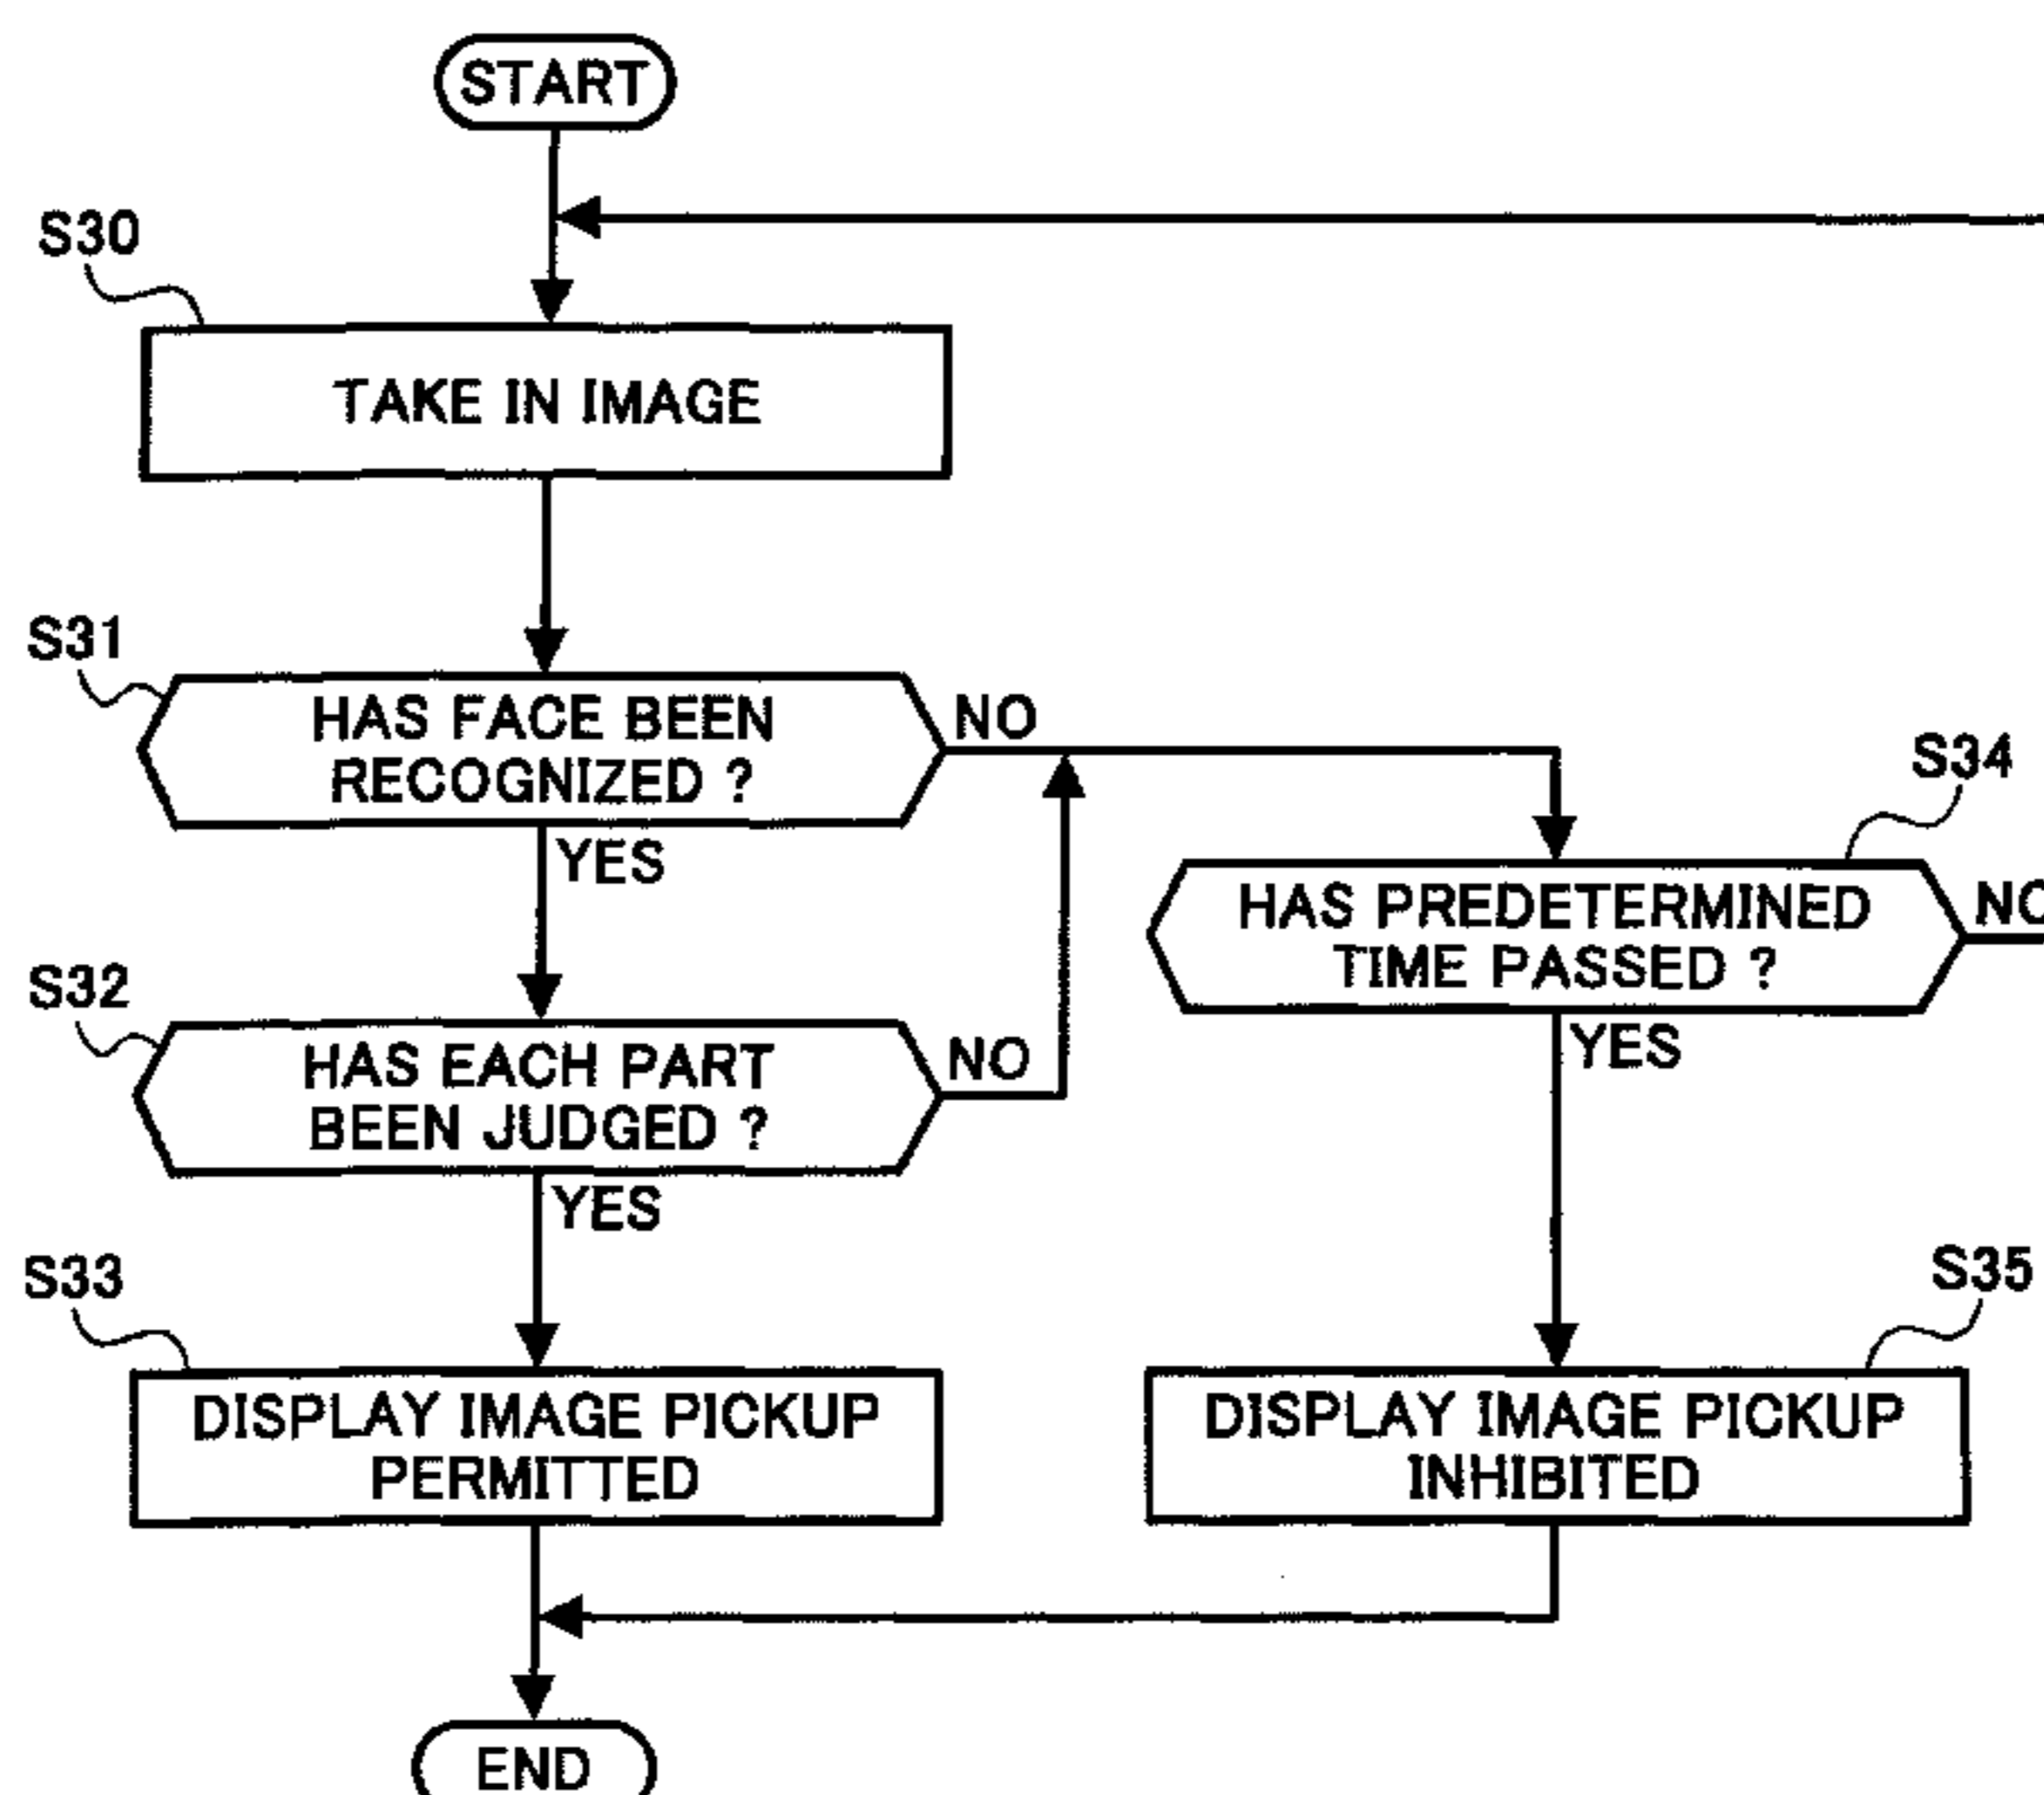 START
S30
TAKE IN IMAGE
S31
HAS FACE BEEN
RECOGNIZED ?
NO
YES
S32
HAS EACH PART
BEEN JUDGED ?
NO
YES
S33
DISPLAY IMAGE PICKUP
PERMITTED
S34
HAS PREDETERMINED
TIME PASSED ?
NO
YES
S35
DISPLAY IMAGE PICKUP
INHIBITED
END